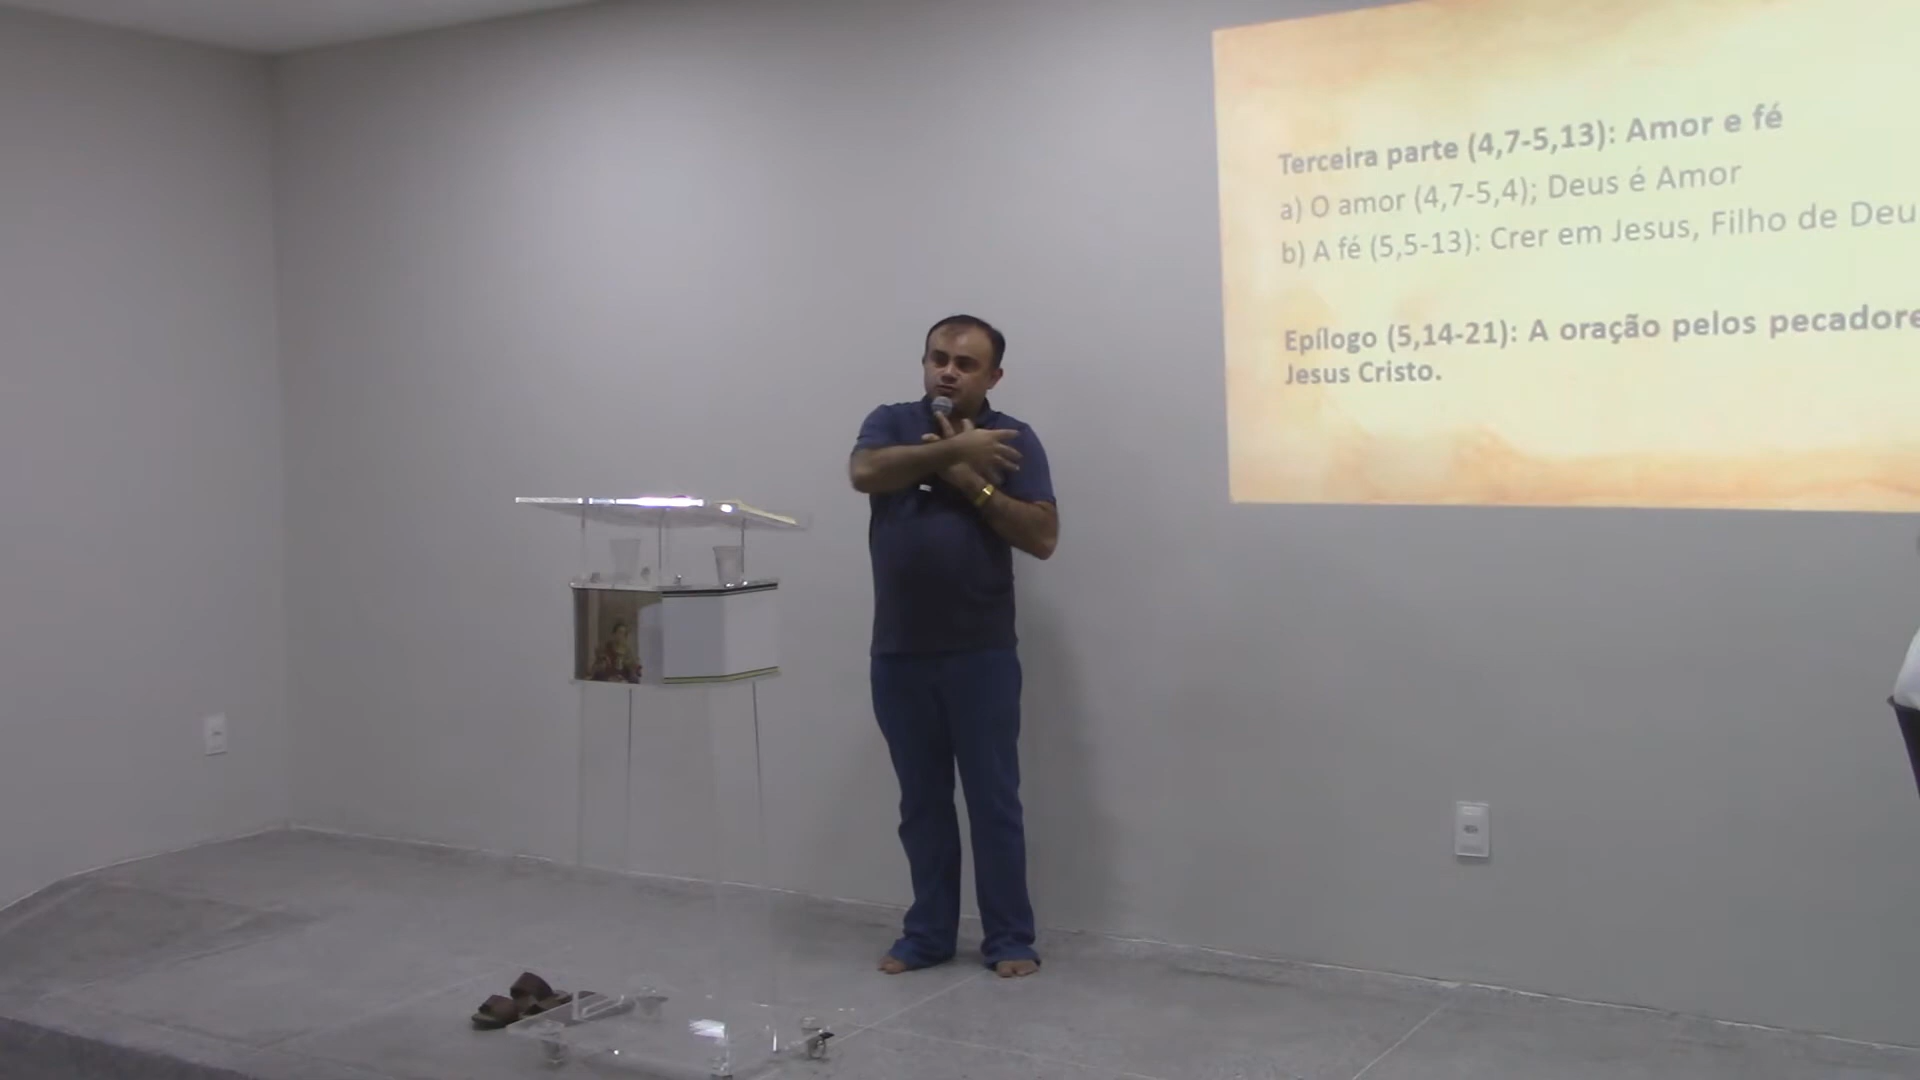 Terceira parte (4,7-5,13): Amor e fé
a) O amor (4,7-5,4); Deus é Amor
b) A fé (5,5-13): Crer em Jesus, Filho de Deu
Epílogo (5,14-21): A oração pelos pecadore
Jesus Cristo.